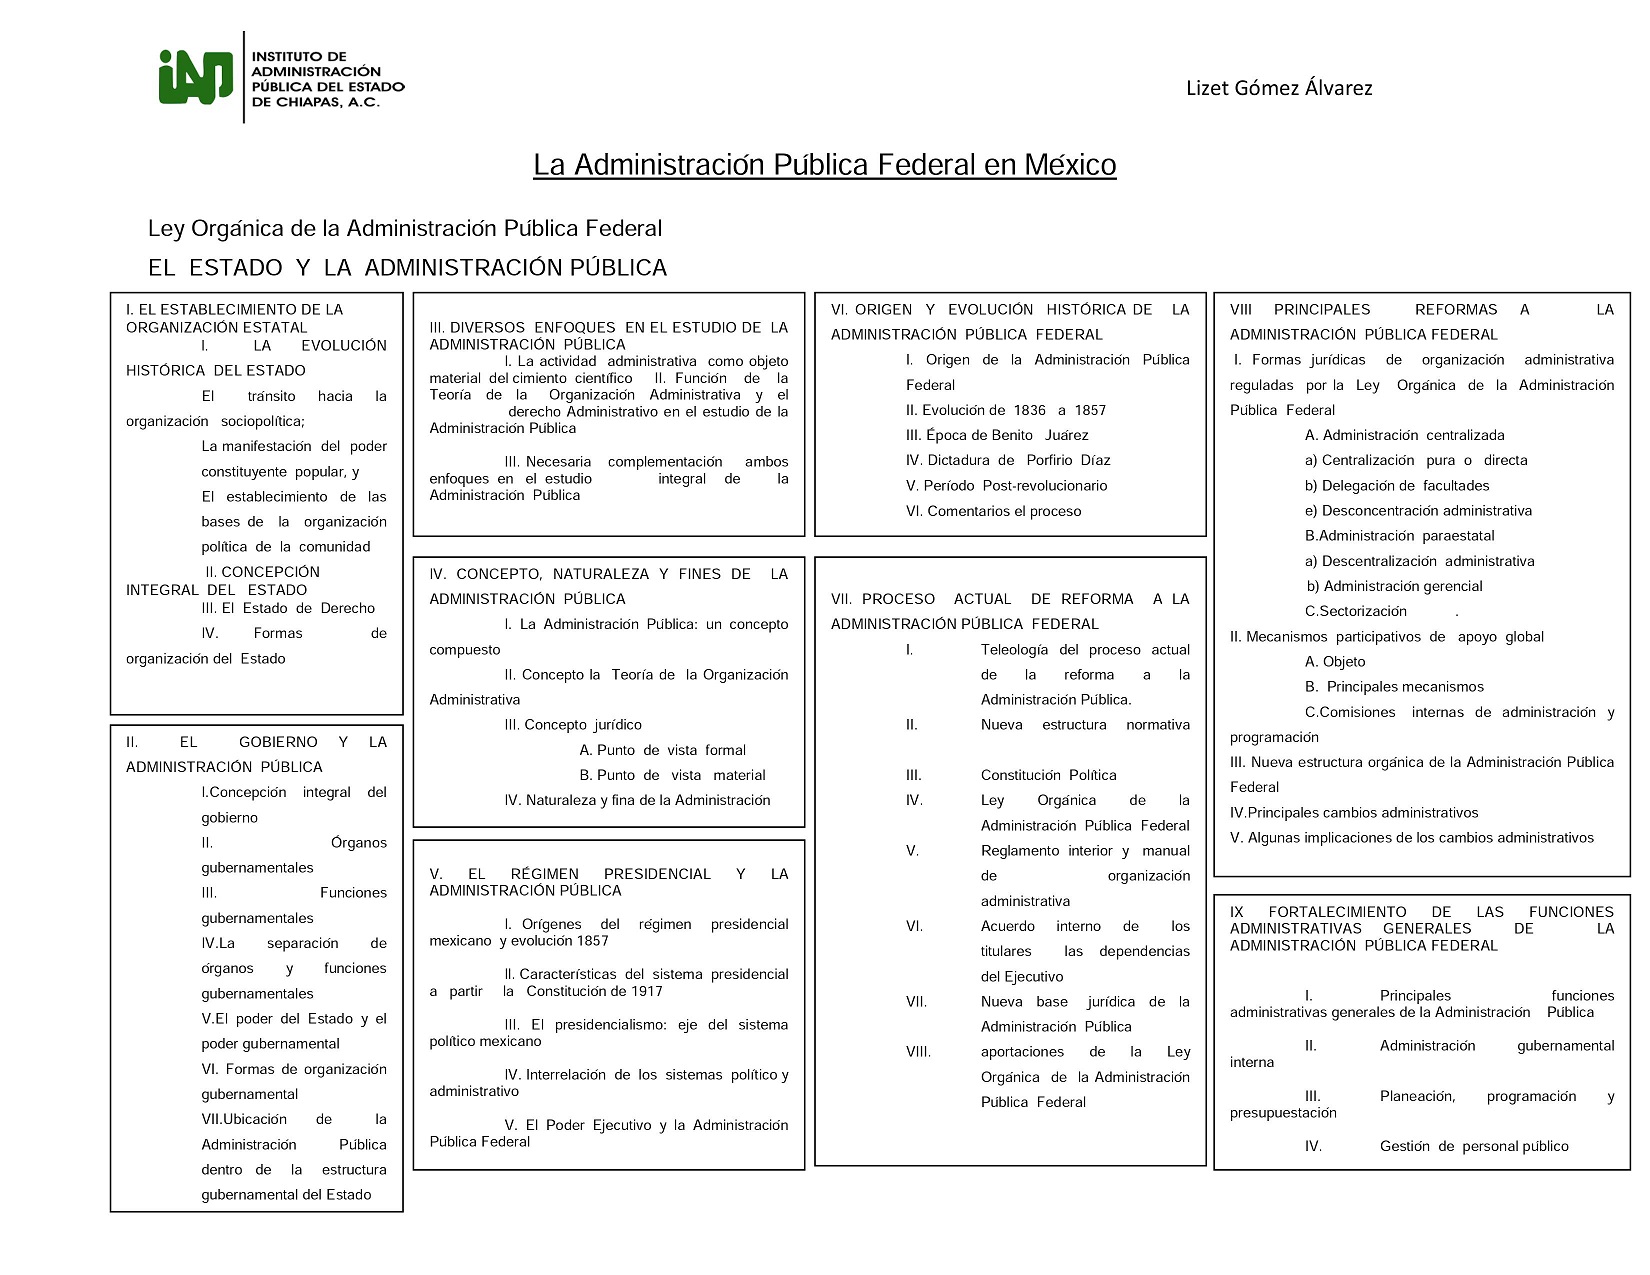 iAP
INSTITUTO DE
ADMINISTRACIÓN
PÚBLICA DEL ESTADO
DE CHIAPAS, A.C.
Lizet Gómez Álvarez
La Administración Pública Federal en México
Ley Orgánica de la Administración Pública Federal
EL ESTADO Y LA ADMINISTRACIÓN PÚBLICA
I. EL ESTABLECIMIENTO DE LA
ORGANIZACIÓN ESTATAL
I. LA EVOLUCIÓN
HISTÓRICA DEL ESTADO
El tránsito hacia la
organización sociopolítica;
La manifestación del poder
constituyente popular, y
El establecimiento de las
bases de la organización
política de la comunidad
II. CONCEPCIÓN
INTEGRAL DEL ESTADO
III. El Estado de Derecho
IV. Formas de
organización del Estado
II. EL GOBIERNO Y LA
ADMINISTRACIÓN PÚBLICA
I.Concepción integral del
gobierno
II. Órganos
gubernamentales
III. Funciones
gubernamentales
IV.La separación de
órganos y funciones
gubernamentales
V.El poder del Estado y el
poder gubernamental
VI. Formas de organización
gubernamental
VII.Ubicación de la
Administración Pública
dentro de la estructura
gubernamental del Estado
III. DIVERSOS ENFOQUES EN EL ESTUDIO DE LA
ADMINISTRACIÓN PÚBLICA
I. La actividad administrativa como objeto
material del cimiento científico II. Función de la
Teoría de la Organización Administrativa y el
derecho Administrativo en el estudio de la
Administración Pública
III. Necesaria complementación ambos
enfoques en el estudio integral de la
Administración Pública
IV. CONCEPTO, NATURALEZA Y FINES DE LA
ADMINISTRACIÓN PÚBLICA
I. La Administración Pública: un concepto
compuesto
II. Concepto la Teoría de la Organización
Administrativa
III. Concepto jurídico
A. Punto de vista formal
B. Punto de vista material
IV. Naturaleza y fina de la Administración
V. EL RÉGIMEN PRESIDENCIAL Y LA
ADMINISTRACIÓN PÚBLICA
I. Orígenes del régimen presidencial
mexicano y evolución 1857
II. Características del sistema presidencial
a partir la Constitución de 1917
III. El presidencialismo: eje del sistema
político mexicano
IV. Interrelación de los sistemas político y
administrativo
V. El Poder Ejecutivo y la Administración
Pública Federal
VI. ORIGEN Y EVOLUCIÓN HISTÓRICA DE LA
ADMINISTRACIÓN PÚBLICA FEDERAL
I. Origen de la Administración Pública
Federal
II. Evolución de 1836 a 1857
III. Época de Benito Juárez
IV. Dictadura de Porfirio Díaz
V. Período Post-revolucionario
VI. Comentarios el proceso
VII. PROCESO ACTUAL DE REFORMA A LA
ADMINISTRACIÓN PÚBLICA FEDERAL
I. Teleología del proceso actual
de la reforma a la
Administración Pública.
II. Nueva estructura normativa
III. Constitución Política
IV. Ley Orgánica de la
Administración Pública Federal
V. Reglamento interior y manual
de organización
administrativa
VI. Acuerdo interno de los
titulares las dependencias
del Ejecutivo
VII. Nueva base jurídica de la
Administración Pública
VIII. aportaciones de la Ley
Orgánica de la Administración
Pública Federal
VIII PRINCIPALES REFORMAS A LA
ADMINISTRACIÓN PÚBLICA FEDERAL
I. Formas jurídicas de organización administrativa
reguladas por la Ley Orgánica de la Administración
Pública Federal
A. Administración centralizada
a) Centralización pura o directa
b) Delegación de facultades
e) Desconcentración administrativa
B.Administración paraestatal
a) Descentralización administrativa
b) Administración gerencial
C.Sectorización .
II. Mecanismos participativos de apoyo global
A. Objeto
B. Principales mecanismos
C.Comisiones internas de administración y
programación
III. Nueva estructura orgánica de la Administración Pública
Federal
IV.Principales cambios administrativos
V. Algunas implicaciones de los cambios administrativos
IX FORTALECIMIENTO DE LAS FUNCIONES
ADMINISTRATIVAS GENERALES DE LA
ADMINISTRACIÓN PÚBLICA FEDERAL
I. Principales funciones
administrativas generales de la Administración Pública
II. Administración gubernamental
interna
III. Planeación, programación y
presupuestación
IV. Gestión de personal público